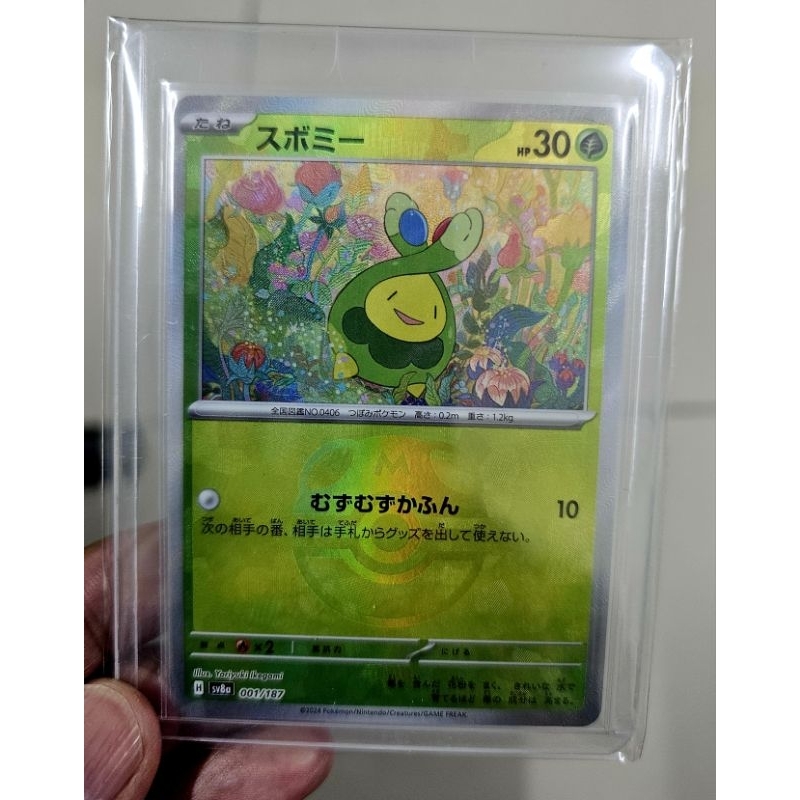 たね
スボミー
HP30
全国図鑑NO.0406 つぼみポケモン 高さ:0.2m 重さ:1.2kg
むずむずかふん 10
次の相手の番、相手は手札からグッズを出して使えない。
弱点 ×2 抵抗力 にげる
Illus. Yoriyuki Ikegami
H sv8a 001/187
©2024 Pokémon/Nintendo/Creatures/GAME FREAK.